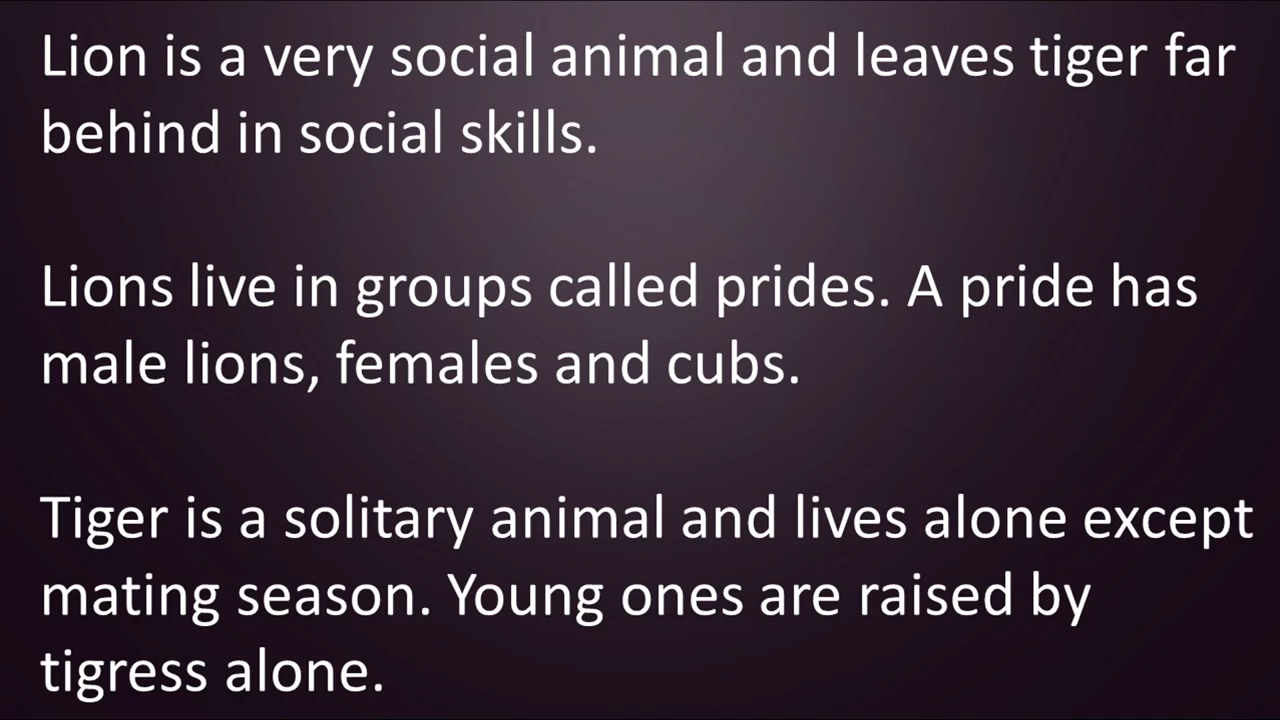 Lion is a very social animal and leaves tiger far
behind in social skills.
Lions live in groups called prides. A pride has
male lions, females and cubs.
Tiger is a solitary animal and lives alone except
mating season. Young ones are raised by
tigress alone.